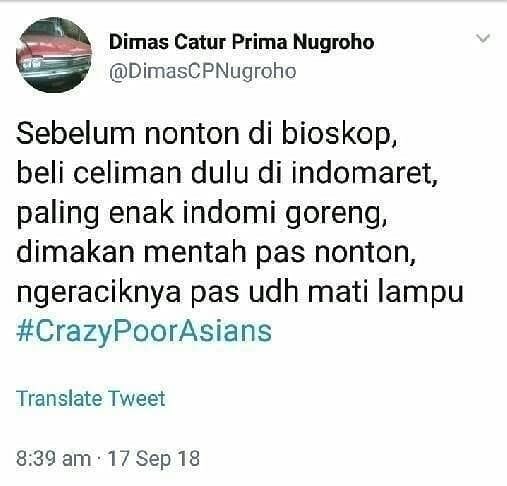 Dimas Catur Prima Nugroho
@DimasCPNugroho
Sebelum nonton di bioskop,
beli celiman dulu di indomaret,
paling enak indomi goreng,
dimakan mentah pas nonton,
ngeraciknya pas udh mati lampu
#CrazyPoorAsians
Translate Tweet
8:39 am · 17 Sep 18